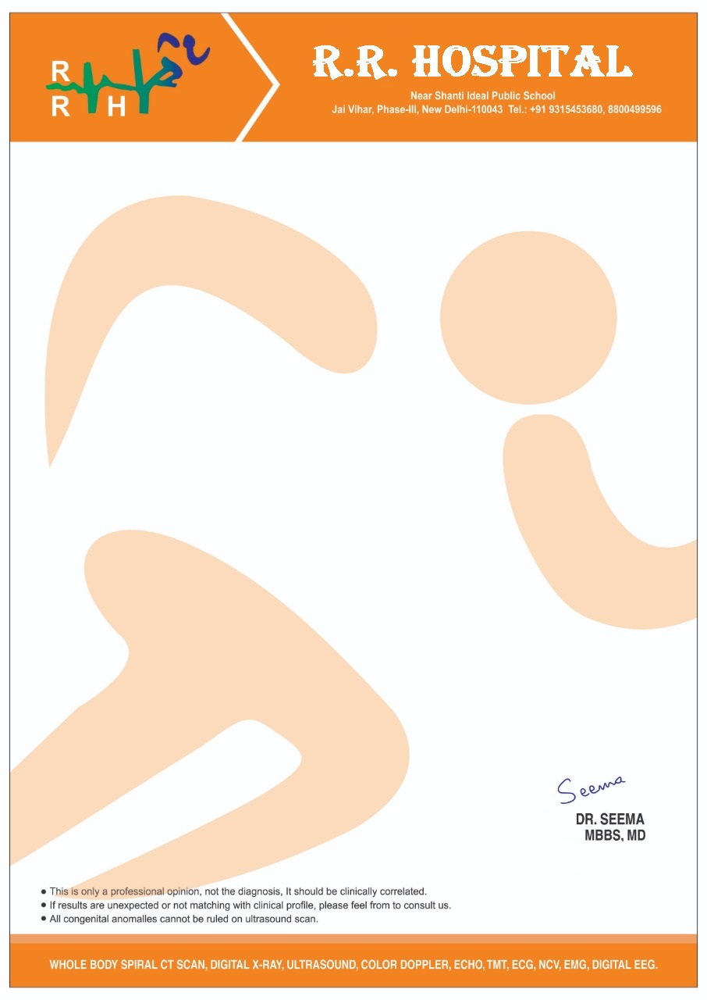 R
R H
R.R. HOSPITAL
Near Shanti Ideal Public School
Jai Vihar, Phase-III, New Delhi-110043 Tel.: +91 9315453680, 8800499596
Seema
DR. SEEMA
MBBS, MD
• This is only a professional opinion, not the diagnosis, It should be clinically correlated.
• If results are unexpected or not matching with clinical profile, please feel from to consult us.
• All congenital anomalles cannot be ruled on ultrasound scan.
WHOLE BODY SPIRAL CT SCAN, DIGITAL X-RAY, ULTRASOUND, COLOR DOPPLER, ECHO, TMT, ECG, NCV, EMG, DIGITAL EEG.